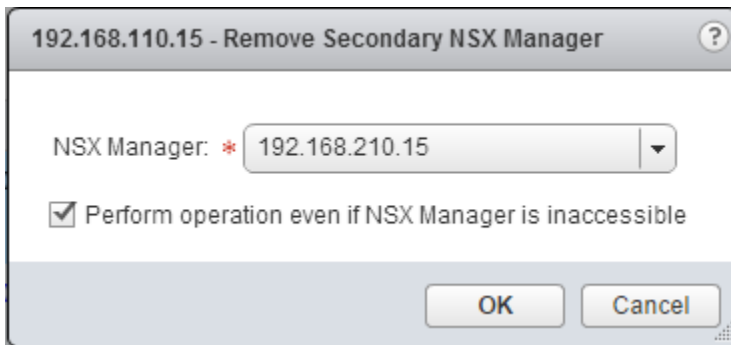 192.168.110.15 - Remove Secondary NSX Manager ?
NSX Manager: * 192.168.210.15
Perform operation even if NSX Manager is inaccessible
OK Cancel